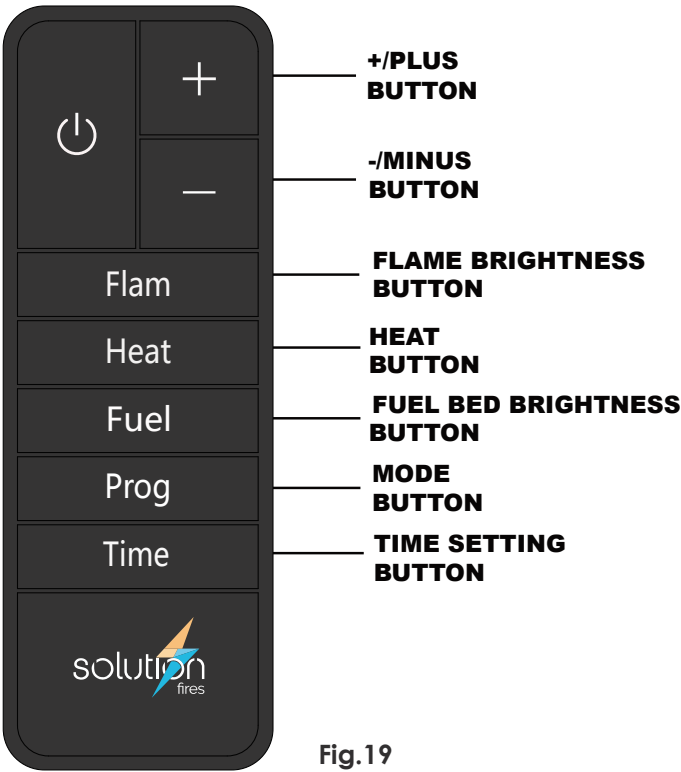 +/PLUS
BUTTON
-/MINUS
BUTTON
Flam
FLAME BRIGHTNESS
BUTTON
Heat
HEAT
BUTTON
Fuel
FUEL BED BRIGHTNESS
BUTTON
Prog
MODE
BUTTON
Time
TIME SETTING
BUTTON
solution
fires
Fig.19